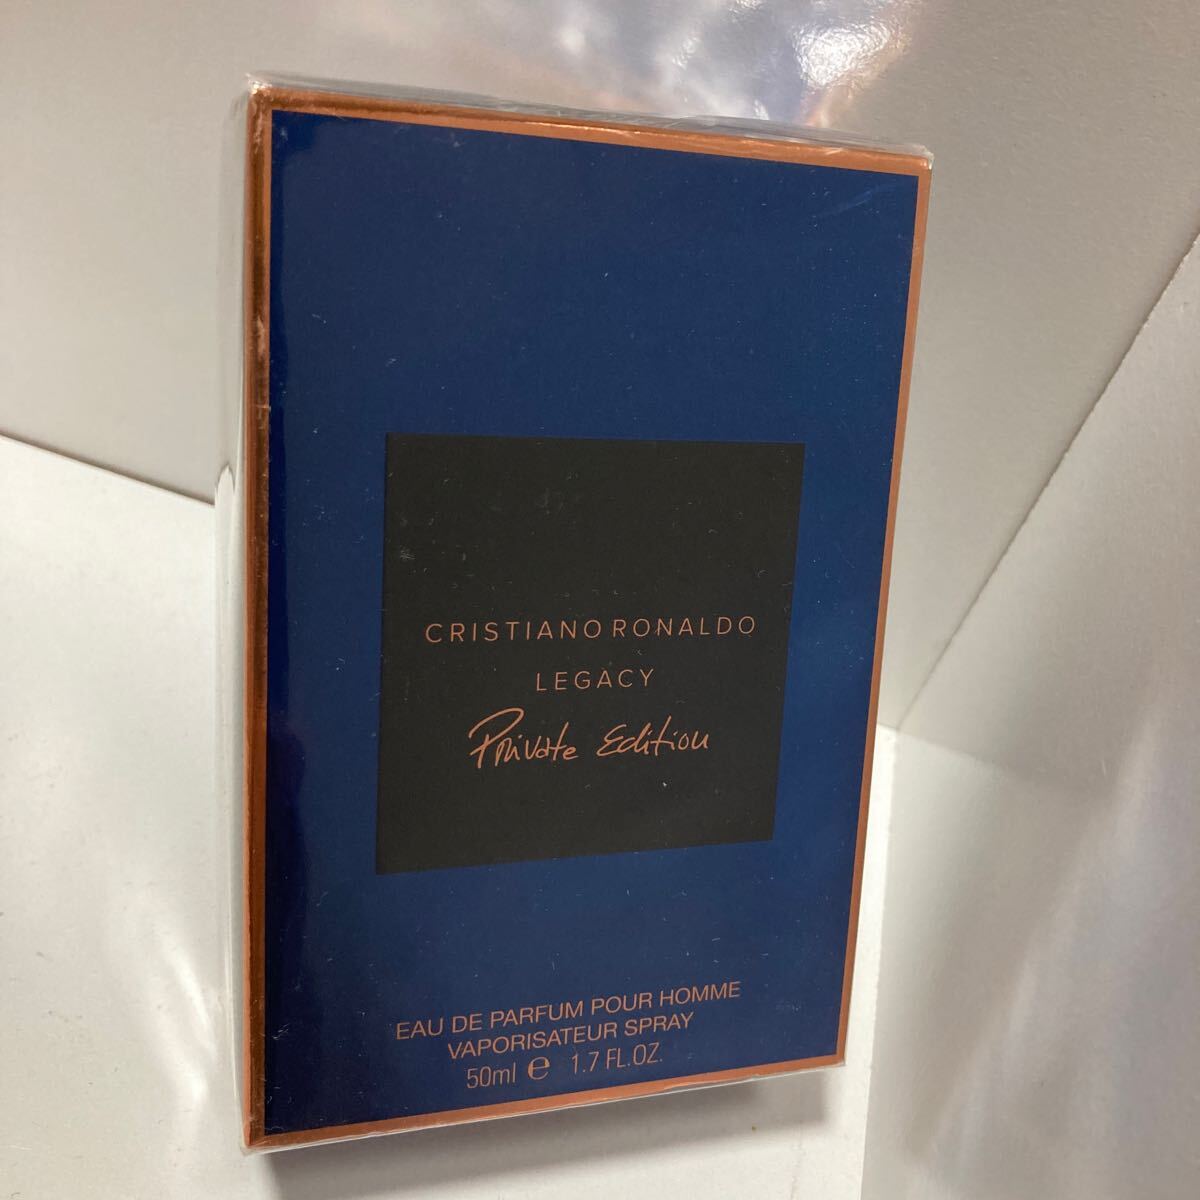 CRISTIANO RONALDO
LEGACY
Private Edition
EAU DE PARFUM POUR HOMME
VAPORISATEUR SPRAY
50ml e 1.7 FL.OZ.